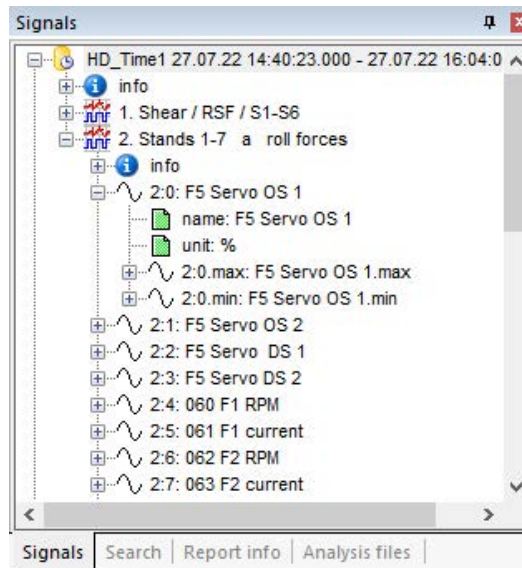 Signals
HD_Time1 27.07.22 14:40:23.000 - 27.07.22 16:04:0
info
1. Shear / RSF / S1-S6
2. Stands 1-7 a roll forces
info
2:0: F5 Servo OS 1
name: F5 Servo OS 1
unit: %
2:0.max: F5 Servo OS 1.max
2:0.min: F5 Servo OS 1.min
2:1: F5 Servo OS 2
2:2: F5 Servo DS 1
2:3: F5 Servo DS 2
2:4: 060 F1 RPM
2:5: 061 F1 current
2:6: 062 F2 RPM
2:7: 063 F2 current
Signals Search Report info Analysis files